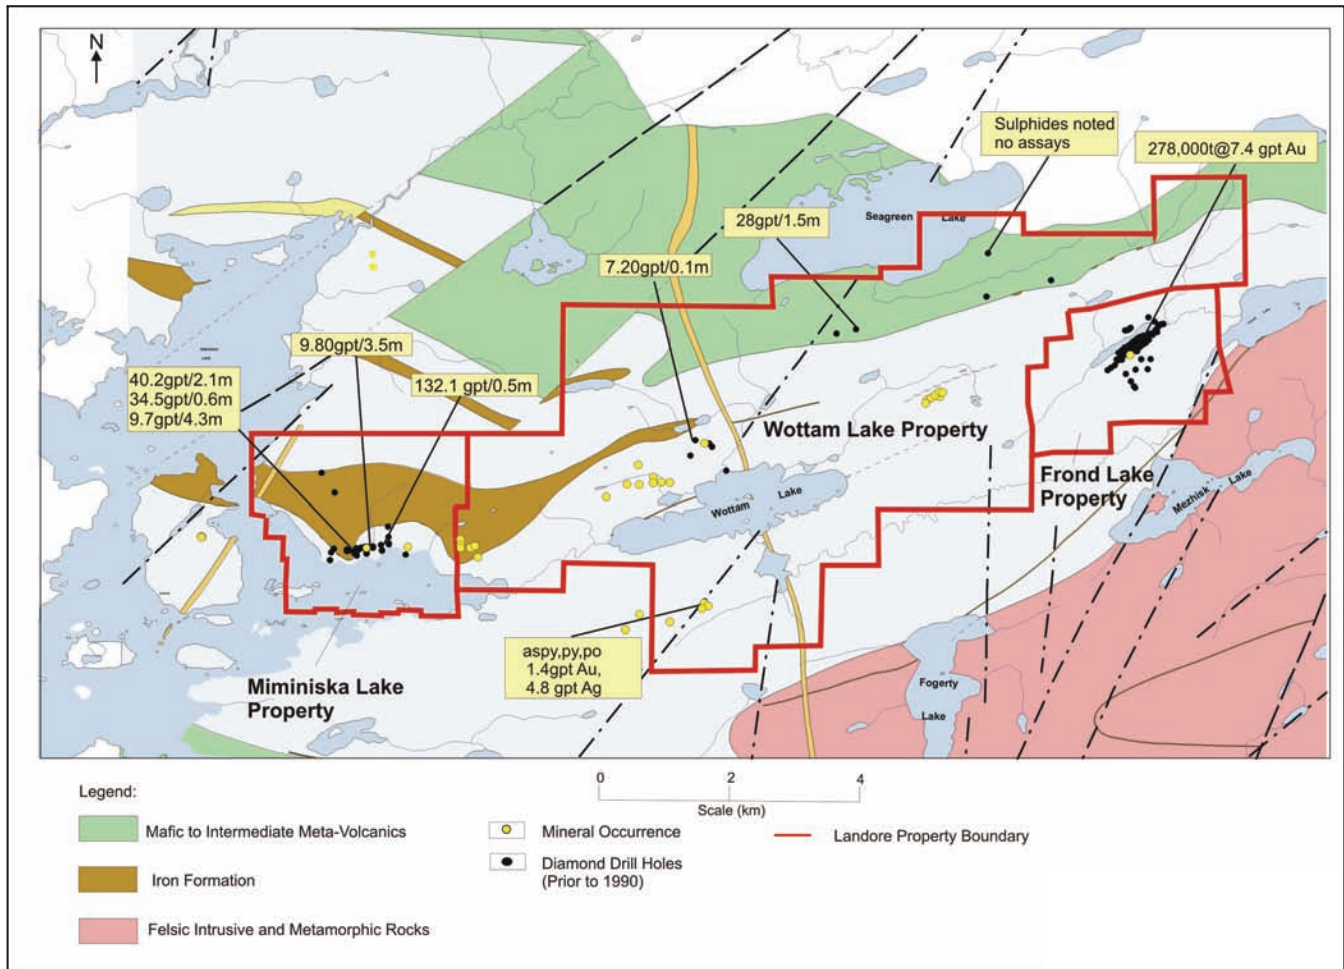 N
Sulphides noted
no assays
278,000t@7.4 gpt Au
Seagreen
Lake
28gpt/1.5m
7.20gpt/0.1m
9.80gpt/3.5m
40.2gpt/2.1m
34.5gpt/0.6m
9.7gpt/4.3m
132.1 gpt/0.5m
Wottam Lake Property
Frond Lake
Property
Mezhisk
Lake
Wottam
Lake
aspy,py,po
1.4gpt Au,
4.8 gpt Ag
Miminiska Lake
Property
Fogerty
Lake
0 2 4
Scale (km)
Legend:
Mafic to Intermediate Meta-Volcanics
Iron Formation
Felsic Intrusive and Metamorphic Rocks
Mineral Occurrence
Diamond Drill Holes
(Prior to 1990)
Landore Property Boundary